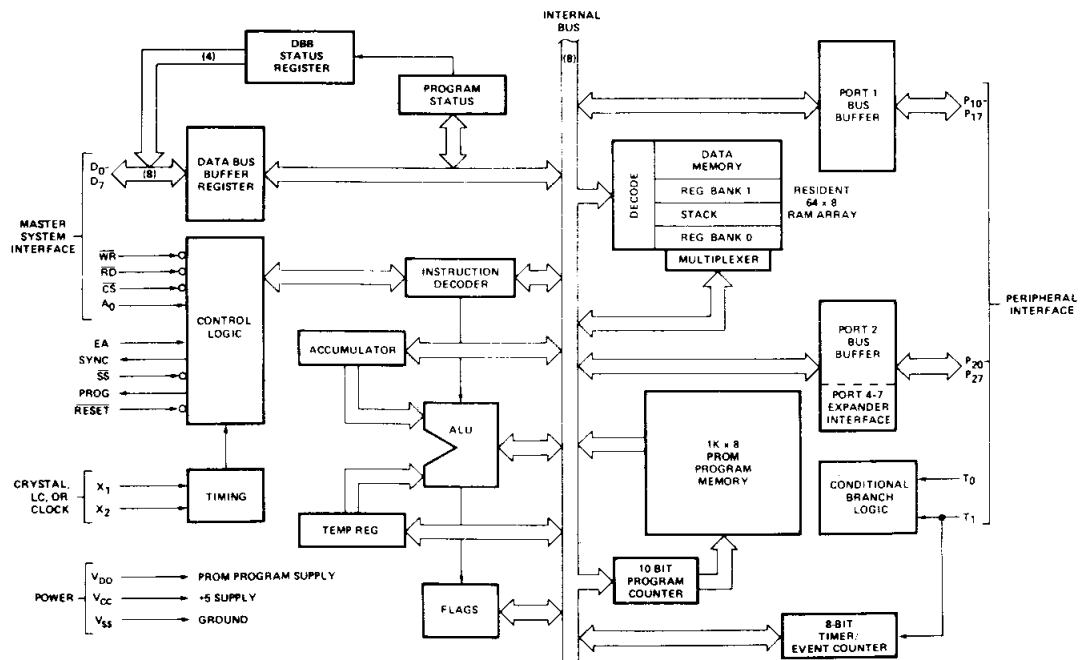 INTERNAL
BUS
(8)
DBB
STATUS
REGISTER
(4)
PROGRAM
STATUS
D0-
D7
(8)
DATA BUS
BUFFER
REGISTER
MASTER
SYSTEM
INTERFACE
WR
RD
CS
A0
EA
SYNC
SS
PROG
RESET
CONTROL
LOGIC
INSTRUCTION
DECODER
ACCUMULATOR
ALU
TEMP REG
FLAGS
CRYSTAL,
LC, OR
CLOCK
X1
X2
TIMING
POWER
VDD
PROM PROGRAM SUPPLY
VCC
+5 SUPPLY
VSS
GROUND
PORT 1
BUS
BUFFER
P10-
P17
DECODE
DATA
MEMORY
REG BANK 1
STACK
REG BANK 0
MULTIPLEXER
RESIDENT
64 x 8
RAM ARRAY
PERIPHERAL
INTERFACE
PORT 2
BUS
BUFFER
PORT 4-7
EXPANDER
INTERFACE
P20-
P27
1K x 8
PROM
PROGRAM
MEMORY
CONDITIONAL
BRANCH
LOGIC
T0
T1
10 BIT
PROGRAM
COUNTER
8-BIT
TIMER/
EVENT COUNTER